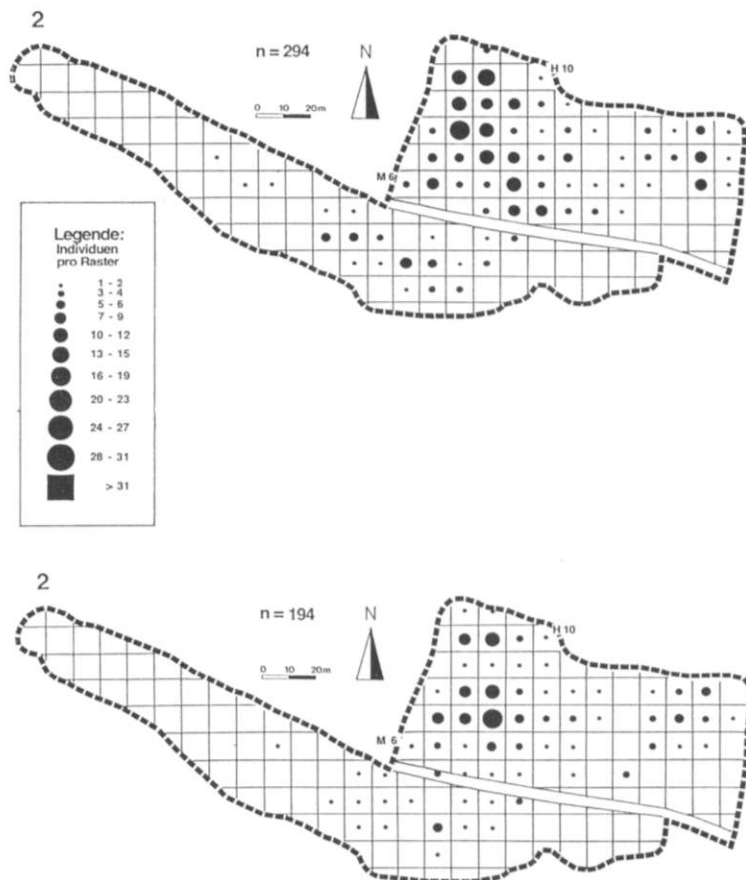 2
n = 294
N
0 10 20m
H 10
M 6
Legende:
Individuen
pro Raster
1 - 2
3 - 4
5 - 6
7 - 9
10 - 12
13 - 15
16 - 19
20 - 23
24 - 27
28 - 31
> 31
2
n = 194
N
0 10 20m
H 10
M 6